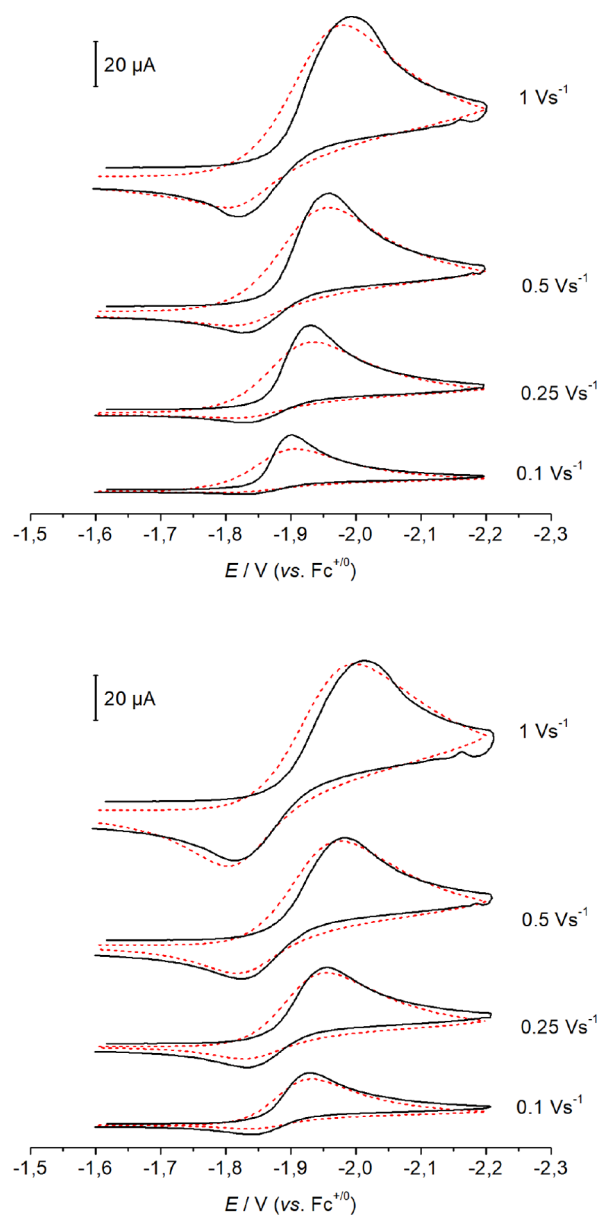 20 µA
1 Vs⁻¹
0.5 Vs⁻¹
0.25 Vs⁻¹
0.1 Vs⁻¹
-1,5 -1,6 -1,7 -1,8 -1,9 -2,0 -2,1 -2,2 -2,3
E / V (vs. Fc⁺ᐟ⁰)
20 µA
1 Vs⁻¹
0.5 Vs⁻¹
0.25 Vs⁻¹
0.1 Vs⁻¹
-1,5 -1,6 -1,7 -1,8 -1,9 -2,0 -2,1 -2,2 -2,3
E / V (vs. Fc⁺ᐟ⁰)